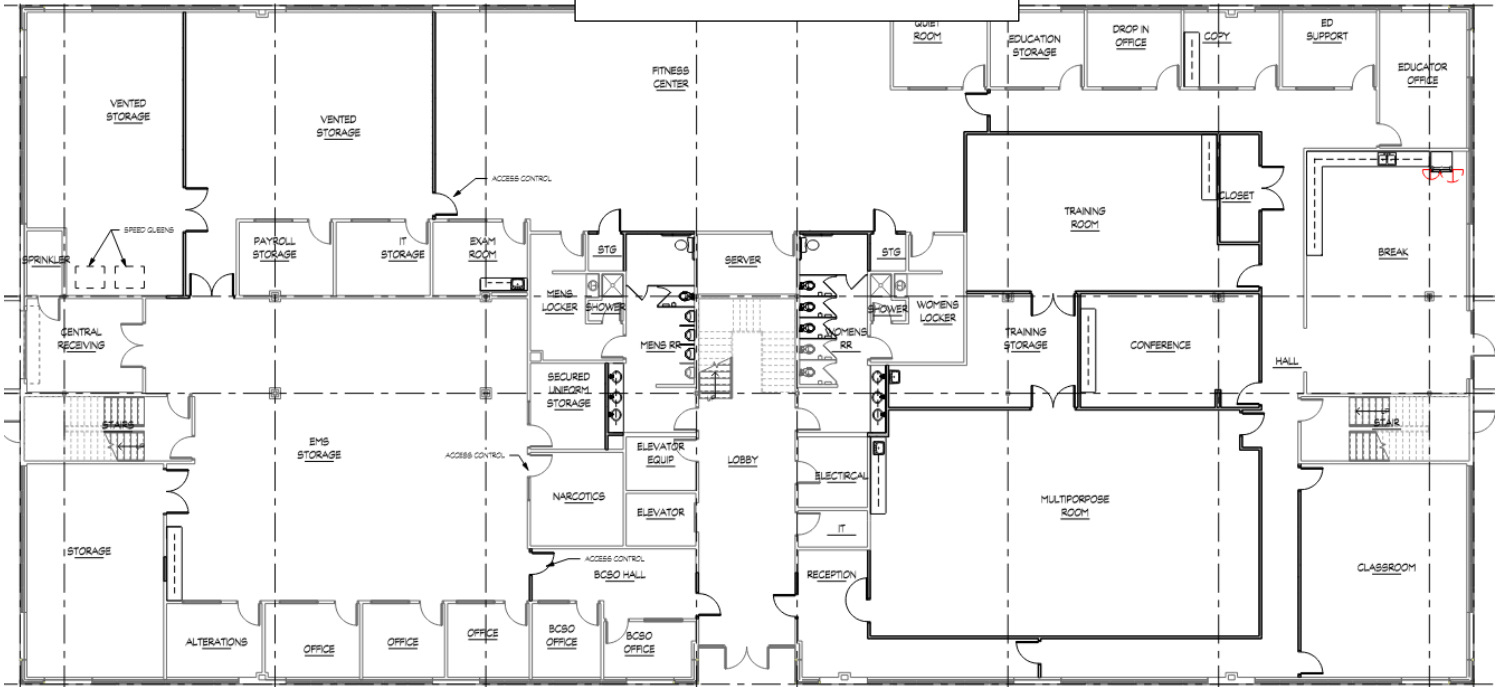 QUIET
ROOM
EDUCATION
STORAGE
DROP IN
OFFICE
COPY
ED
SUPPORT
EDUCATOR
OFFICE
FITNESS
CENTER
VENTED
STORAGE
VENTED
STORAGE
ACCESS CONTROL
CLOSET
TRAINING
ROOM
SPEED QUEENS
PAYROLL
STORAGE
IT
STORAGE
EXAM
ROOM
STG
SERVER
STG
BREAK
SPRINKLER
MENS
LOCKER
SHOWER
SHOWER
WOMENS
LOCKER
CENTRAL
RECEIVING
MENS RR
WOMENS
RR
TRAINING
STORAGE
CONFERENCE
HALL
SECURED
UNIFORM
STORAGE
STAIRS
STAIR
EMS
STORAGE
ACCESS CONTROL
ELEVATOR
EQUIP
LOBBY
ELECTIRCAL
NARCOTICS
ELEVATOR
IT
MULTIPORPOSE
ROOM
STORAGE
ACCESS CONTROL
BCSO HALL
RECEPTION
CLASSROOM
ALTERATIONS
OFFICE
OFFICE
OFFICE
BCSO
OFFICE
BCSO
OFFICE